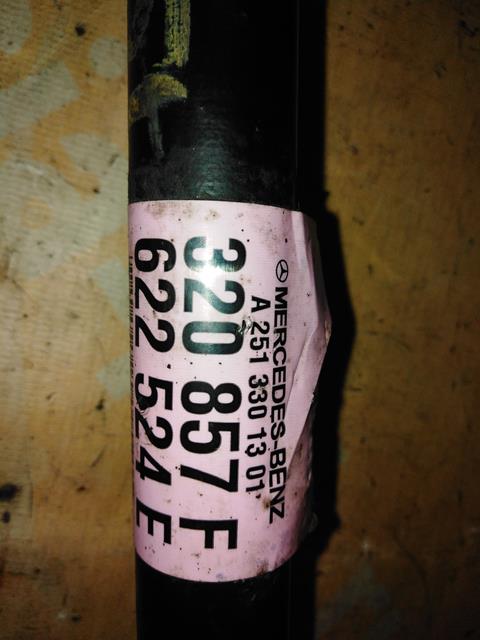 MERCEDES-BENZ
A 251 330 13 01
320 857 F
622 524 E